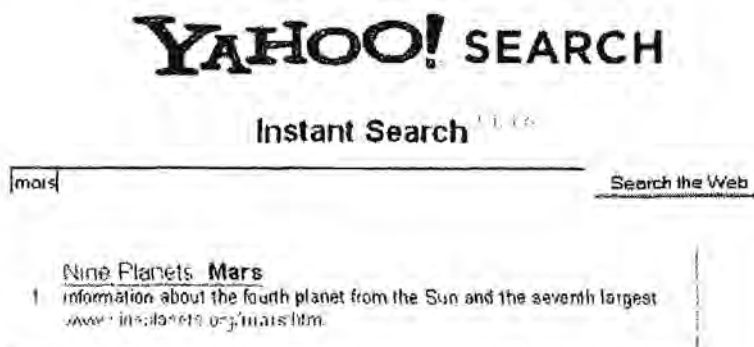 YAHOO! SEARCH
Instant Search
mars
Search the Web
Nine Planets Mars
1 information about the fourth planet from the Sun and the seventh largest